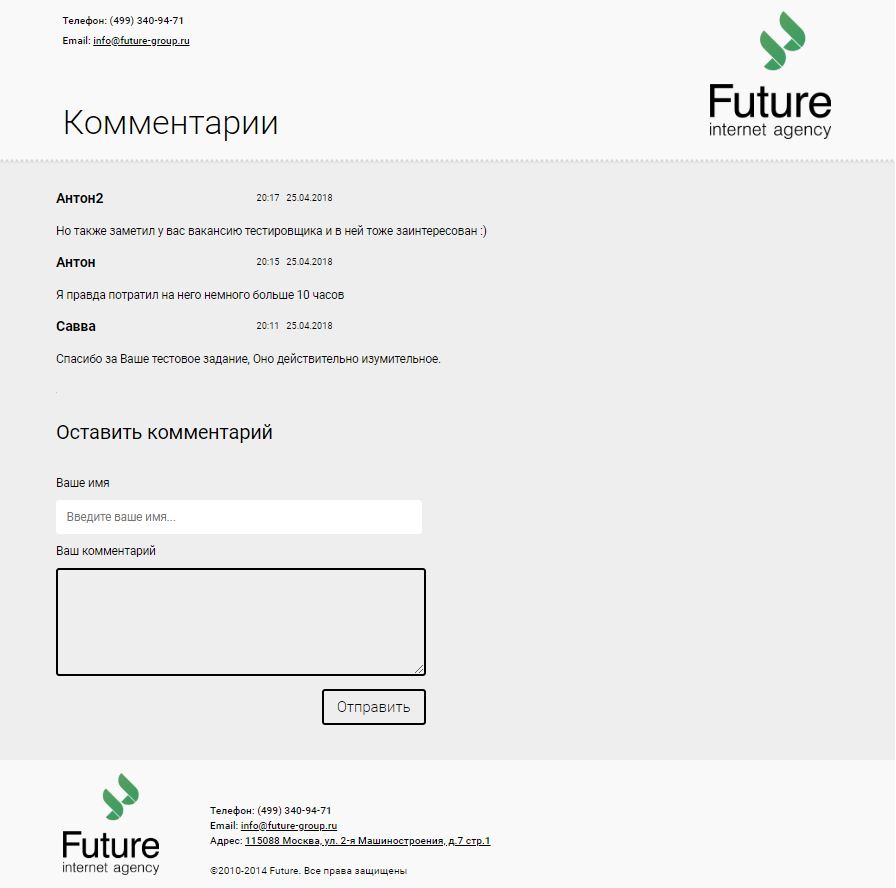 Телефон: (499) 340-94-71
Email: info@future-group.ru
Future
internet agency
Комментарии
Антон2 20:17 25.04.2018
Но также заметил у вас вакансию тестировщика и в ней тоже заинтересован :)
Антон 20:15 25.04.2018
Я правда потратил на него немного больше 10 часов
Савва 20:11 25.04.2018
Спасибо за Ваше тестовое задание, Оно действительно изумительное.
Оставить комментарий
Ваше имя
Введите ваше имя...
Ваш комментарий
Отправить
Future
internet agency
Телефон: (499) 340-94-71
Email: info@future-group.ru
Адрес: 115088 Москва, ул. 2-я Машиностроения, д.7 стр.1
©2010-2014 Future. Все права защищены